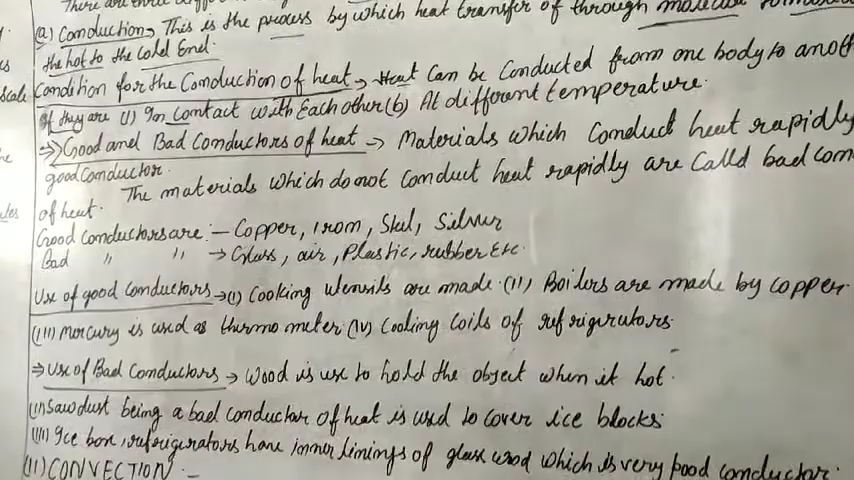 There are three
(a) Conduction → This is the process by which heat transfer of through molecular
the hot to the cold End.
Condition for the Conduction of heat → Heat can be conducted from one body to anoth
If they are (i) In contact with Each other (b) At different temperature.
⇒ Good and Bad Conductors of heat → Materials which conduct heat rapidly
good conductor.
The materials which do not conduct heat rapidly are calld bad con
of heat.
Good conductors are :- Copper, Iron, Steel, Silver
Bad " " → Glass, air, Plastic, rubber Etc.
Use of good conductors → (i) Cooking utensils are made. (ii) Boilers are made by copper.
(iii) Mercury is used as thermometer (iv) Cooling coils of refrigerators.
⇒ Use of Bad Conductors → Wood is use to hold the object when it hot.
(ii) Sawdust being a bad conductor of heat is used to cover ice blocks.
(iii) Ice box, refrigerators have inner linings of glass wood which is very poor conductor.
(ii) CONVECTION :-